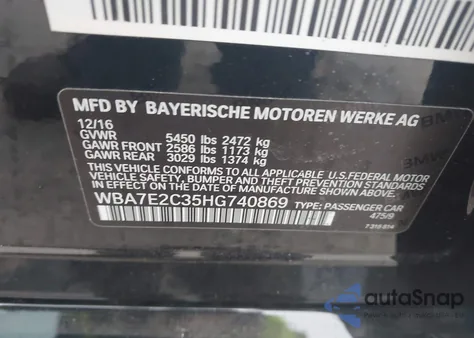 MFD BY BAYERISCHE MOTOREN WERKE AG
12/16
GVWR 5450 lbs 2472 kg
GAWR FRONT 2586 lbs 1173 kg
GAWR REAR 3029 lbs 1374 kg
THIS VEHICLE CONFORMS TO ALL APPLICABLE U.S.FEDERAL MOTOR
VEHICLE SAFETY, BUMPER, AND THEFT PREVENTION STANDARDS
IN EFFECT ON THE DATE OF MANUFACTURE SHOWN ABOVE.
WBA7E2C35HG740869 TYPE: PASSENGER CAR
475/9
autoSnap